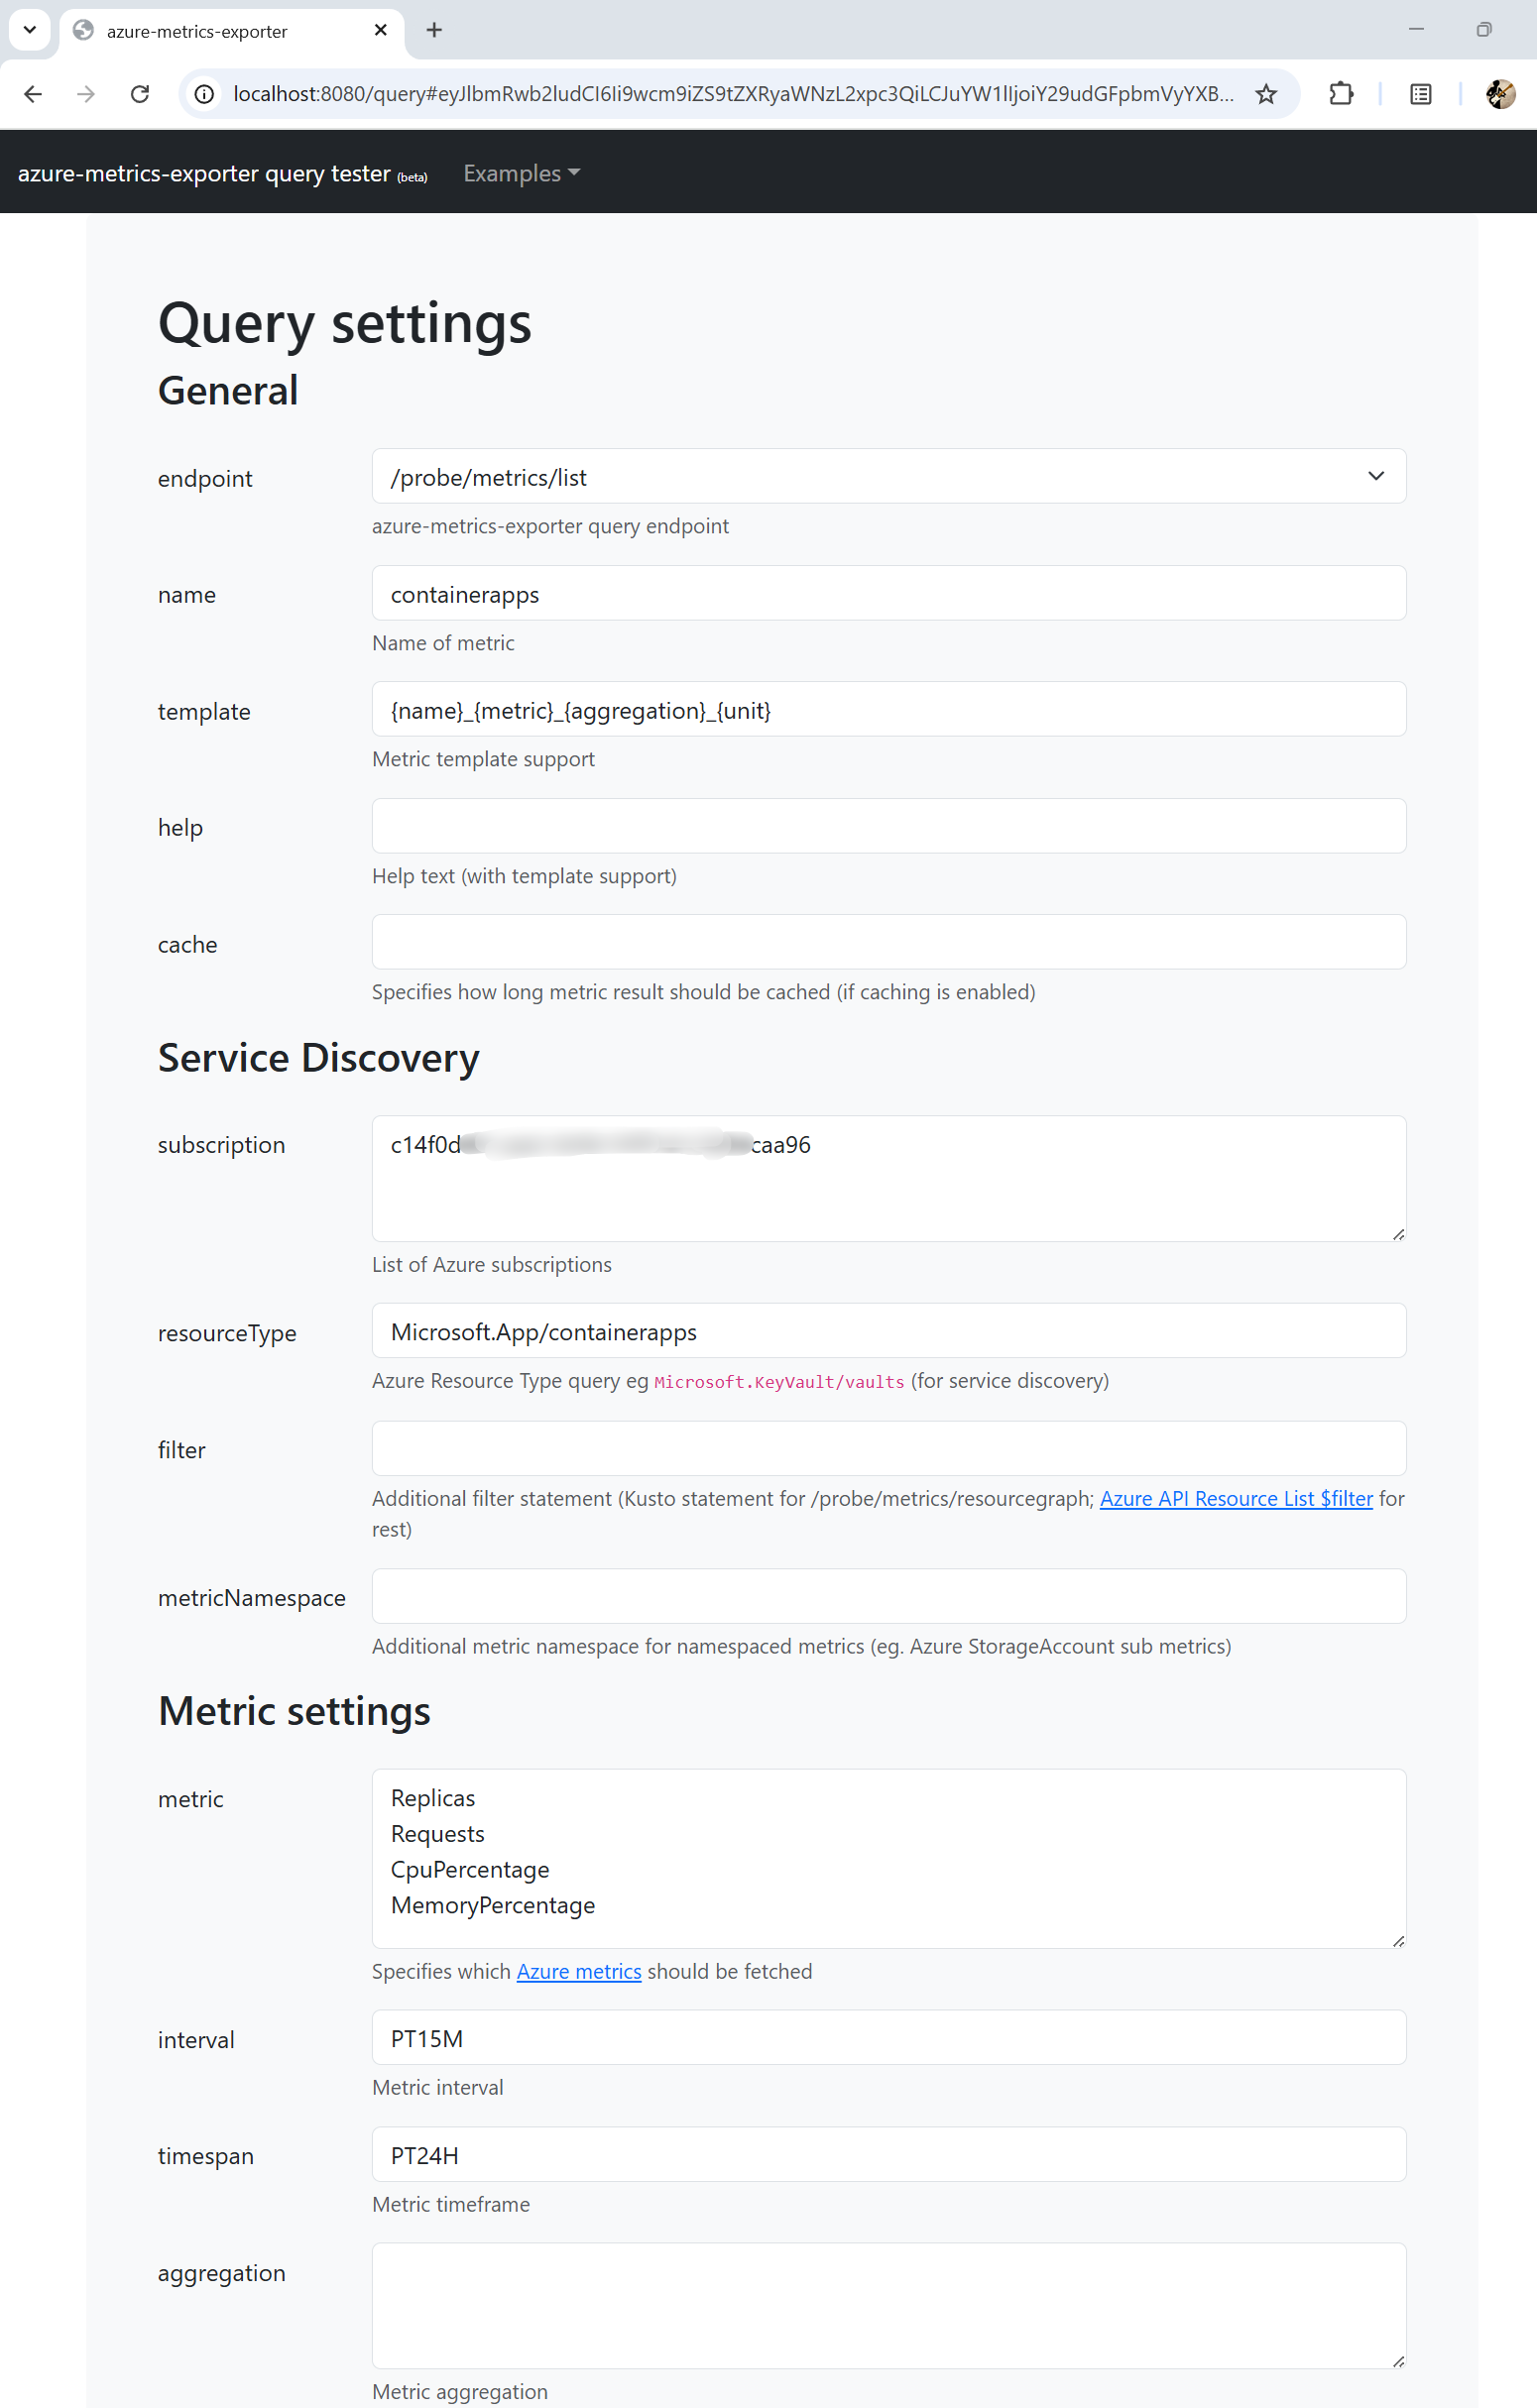 azure-metrics-exporter
localhost:8080/query#eyJlbmRwb2ludCI6Ii9wcm9iZS9tZXRyaWNzL2xpc3QiLCJuYW1lIjoiY29udGFpbmVyYXB...
azure-metrics-exporter query tester (beta) Examples
Query settings
General
endpoint /probe/metrics/list
azure-metrics-exporter query endpoint
name containerapps
Name of metric
template {name}_{metric}_{aggregation}_{unit}
Metric template support
help
Help text (with template support)
cache
Specifies how long metric result should be cached (if caching is enabled)
Service Discovery
subscription c14f0d caa96
List of Azure subscriptions
resourceType Microsoft.App/containerapps
Azure Resource Type query eg Microsoft.KeyVault/vaults (for service discovery)
filter
Additional filter statement (Kusto statement for /probe/metrics/resourcegraph; Azure API Resource List $filter for
rest)
metricNamespace
Additional metric namespace for namespaced metrics (eg. Azure StorageAccount sub metrics)
Metric settings
metric Replicas
Requests
CpuPercentage
MemoryPercentage
Specifies which Azure metrics should be fetched
interval PT15M
Metric interval
timespan PT24H
Metric timeframe
aggregation
Metric aggregation